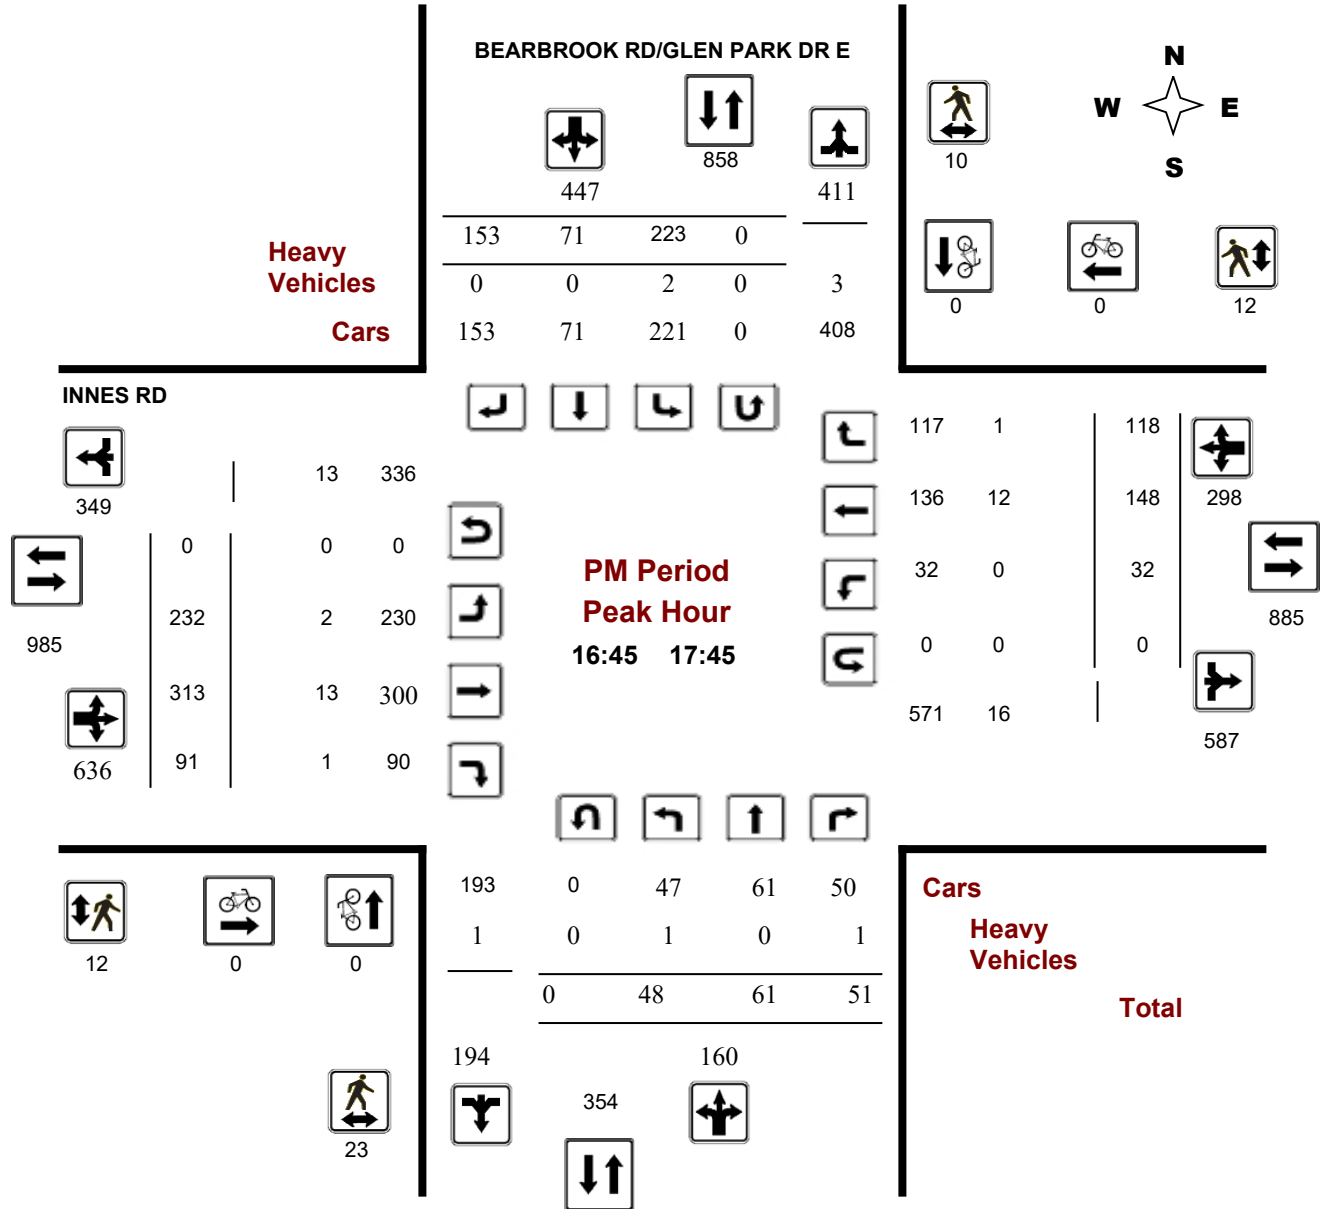 BEARBROOK RD/GLEN PARK DR E
N
W E
S
858
10
447 411
153 71 223 0
Heavy
Vehicles
0 0 2 0 3
0 0 12
Cars
153 71 221 0 408
INNES RD
117 1 118
13 336
349
136 12 148 298
0 0 0
PM Period
32 0 32
Peak Hour
232 2 230
885
985
16:45 17:45
0 0 0
313 13 300
571 16
587
636
91 1 90
193 0 47 61 50
Cars
1 0 1 0 1
Heavy
Vehicles
12 0 0
0 48 61 51
Total
194 160
354
23